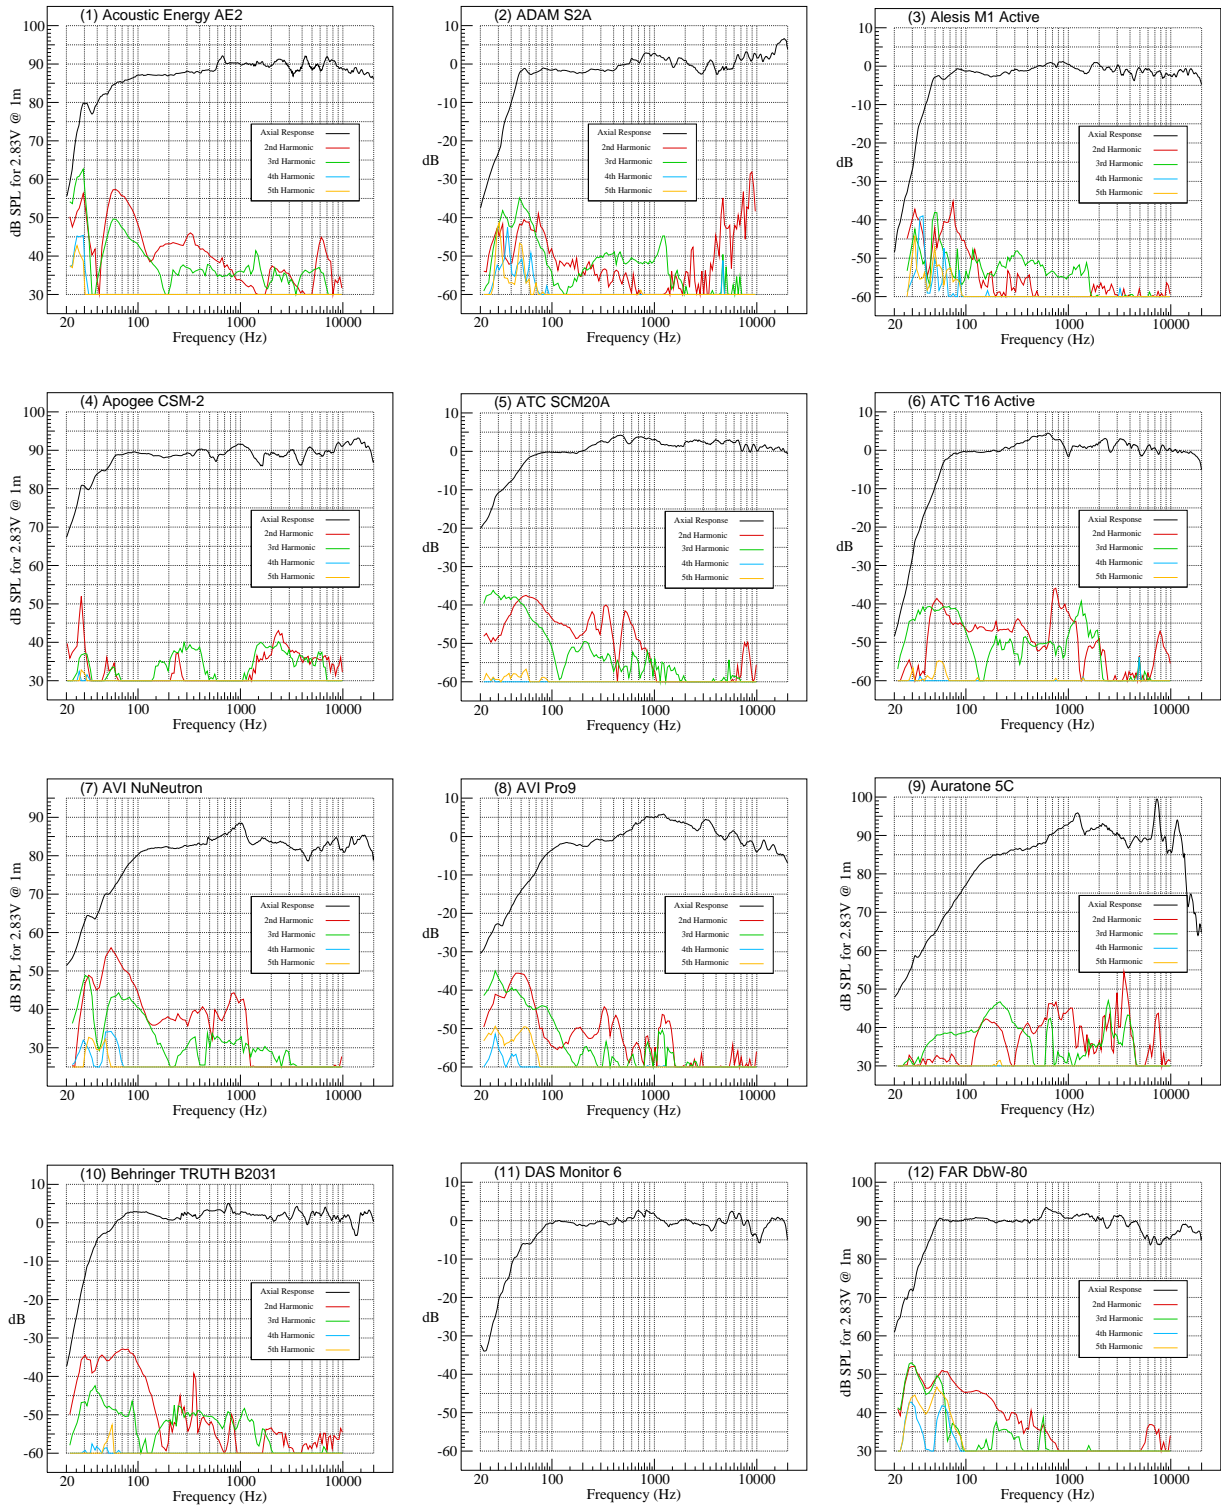 (1) Acoustic Energy AE2
100
90
80
70
60
50
40
30
dB SPL for 2.83V @ 1m
Axial Response
2nd Harmonic
3rd Harmonic
4th Harmonic
5th Harmonic
20 100 1000 10000
Frequency (Hz)
(2) ADAM S2A
10
0
-10
-20
-30
-40
-50
-60
dB
Axial Response
2nd Harmonic
3rd Harmonic
4th Harmonic
5th Harmonic
20 100 1000 10000
Frequency (Hz)
(3) Alesis M1 Active
10
0
-10
-20
-30
-40
-50
-60
dB
Axial Response
2nd Harmonic
3rd Harmonic
4th Harmonic
5th Harmonic
20 100 1000 10000
Frequency (Hz)
(4) Apogee CSM-2
100
90
80
70
60
50
40
30
dB SPL for 2.83V @ 1m
Axial Response
2nd Harmonic
3rd Harmonic
4th Harmonic
5th Harmonic
20 100 1000 10000
Frequency (Hz)
(5) ATC SCM20A
10
0
-10
-20
-30
-40
-50
-60
dB
Axial Response
2nd Harmonic
3rd Harmonic
4th Harmonic
5th Harmonic
20 100 1000 10000
Frequency (Hz)
(6) ATC T16 Active
10
0
-10
-20
-30
-40
-50
-60
dB
Axial Response
2nd Harmonic
3rd Harmonic
4th Harmonic
5th Harmonic
20 100 1000 10000
Frequency (Hz)
(7) AVI NuNeutron
90
80
70
60
50
40
30
dB SPL for 2.83V @ 1m
Axial Response
2nd Harmonic
3rd Harmonic
4th Harmonic
5th Harmonic
20 100 1000 10000
Frequency (Hz)
(8) AVI Pro9
10
0
-10
-20
-30
-40
-50
-60
dB
Axial Response
2nd Harmonic
3rd Harmonic
4th Harmonic
5th Harmonic
20 100 1000 10000
Frequency (Hz)
(9) Auratone 5C
100
90
80
70
60
50
40
30
dB SPL for 2.83V @ 1m
Axial Response
2nd Harmonic
3rd Harmonic
4th Harmonic
5th Harmonic
20 100 1000 10000
Frequency (Hz)
(10) Behringer TRUTH B2031
10
0
-10
-20
-30
-40
-50
-60
dB
Axial Response
2nd Harmonic
3rd Harmonic
4th Harmonic
5th Harmonic
20 100 1000 10000
Frequency (Hz)
(11) DAS Monitor 6
10
0
-10
-20
-30
-40
-50
-60
dB
20 100 1000 10000
Frequency (Hz)
(12) FAR DbW-80
100
90
80
70
60
50
40
30
dB SPL for 2.83V @ 1m
Axial Response
2nd Harmonic
3rd Harmonic
4th Harmonic
5th Harmonic
20 100 1000 10000
Frequency (Hz)